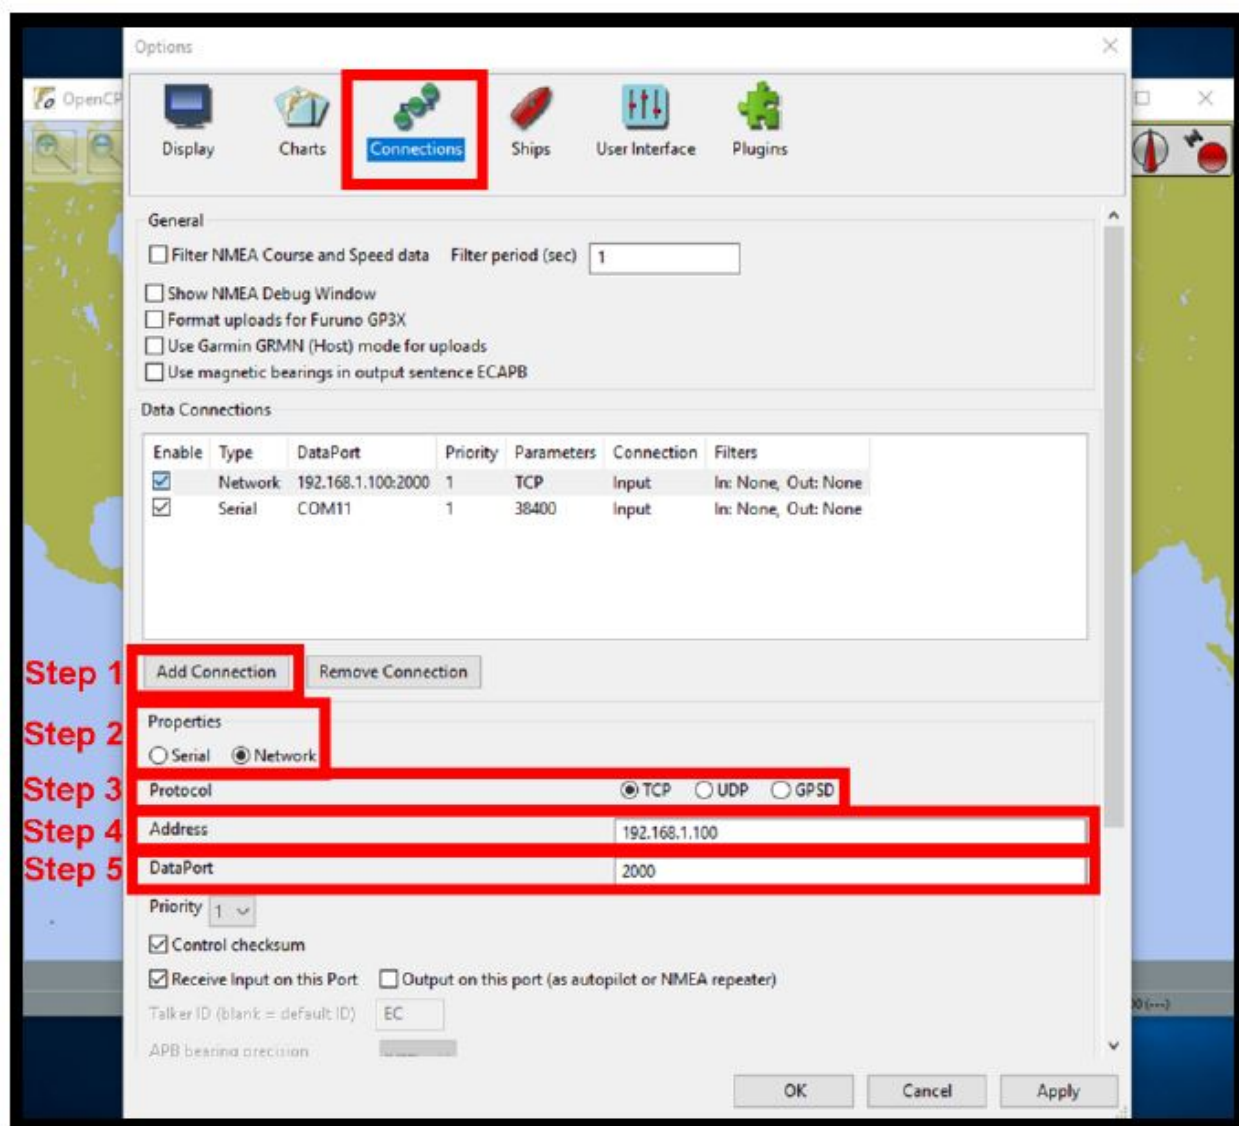 Options
OpenCP
Display Charts Connections Ships User Interface Plugins
General
Filter NMEA Course and Speed data Filter period (sec) 1
Show NMEA Debug Window
Format uploads for Furuno GP3X
Use Garmin GRMN (Host) mode for uploads
Use magnetic bearings in output sentence ECAPB
Data Connections
Enable Type DataPort Priority Parameters Connection Filters
Network 192.168.1.100:2000 1 TCP Input In: None, Out: None
Serial COM11 1 38400 Input In: None, Out: None
Step 1 Add Connection Remove Connection
Properties
Step 2
Serial Network
Step 3 Protocol TCP UDP GPSD
Step 4 Address 192.168.1.100
Step 5 DataPort 2000
Priority 1
Control checksum
Receive Input on this Port Output on this port (as autopilot or NMEA repeater)
Talker ID (blank = default ID) EC
APB bearing precision
OK Cancel Apply